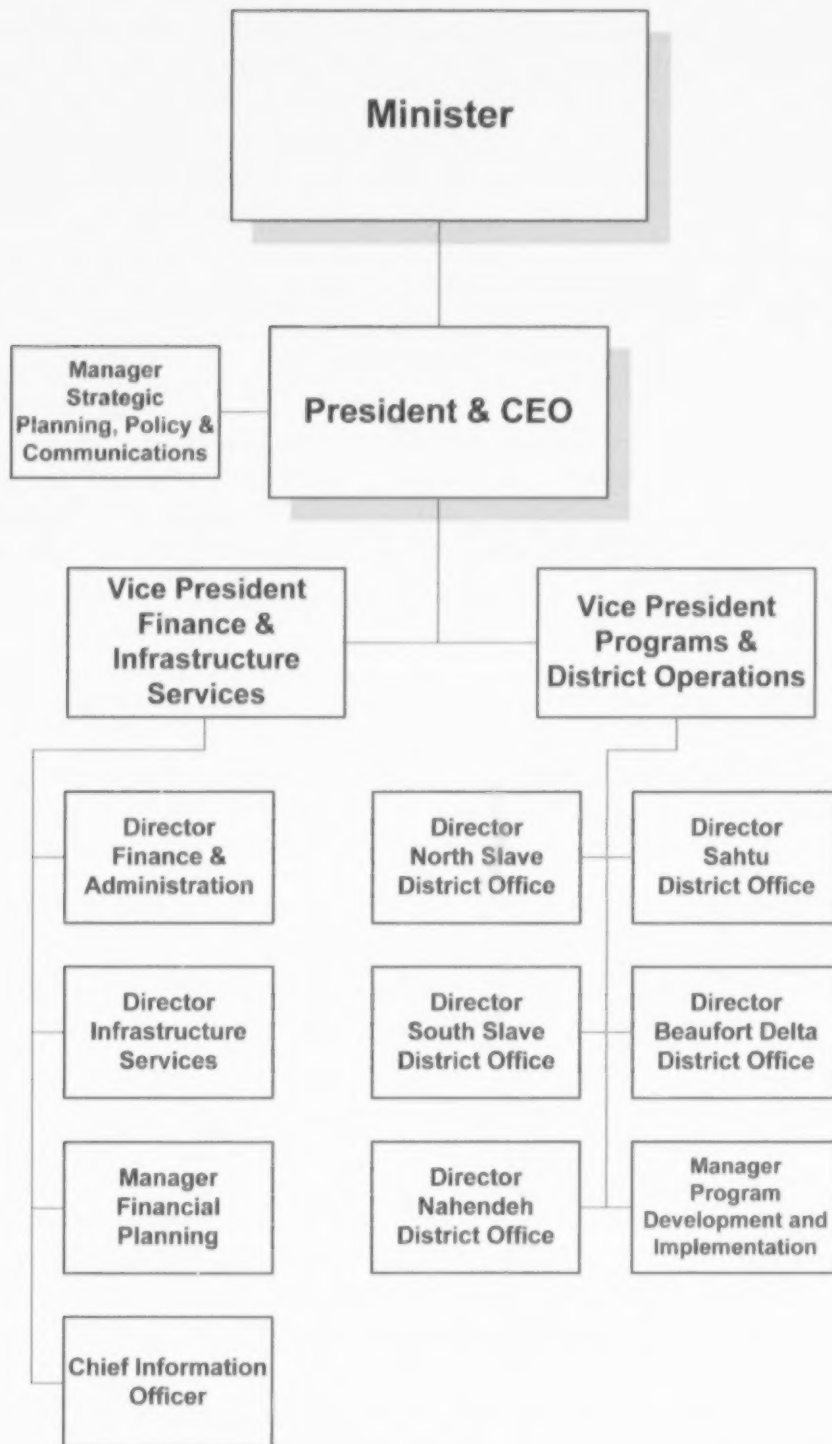 Minister
President & CEO
Manager
Strategic
Planning, Policy &
Communications
Vice President
Finance &
Infrastructure
Services
Vice President
Programs &
District Operations
Director
Finance &
Administration
Director
Infrastructure
Services
Manager
Financial
Planning
Chief Information
Officer
Director
North Slave
District Office
Director
Sahtu
District Office
Director
South Slave
District Office
Director
Beaufort Delta
District Office
Director
Nahendeh
District Office
Manager
Program
Development and
Implementation